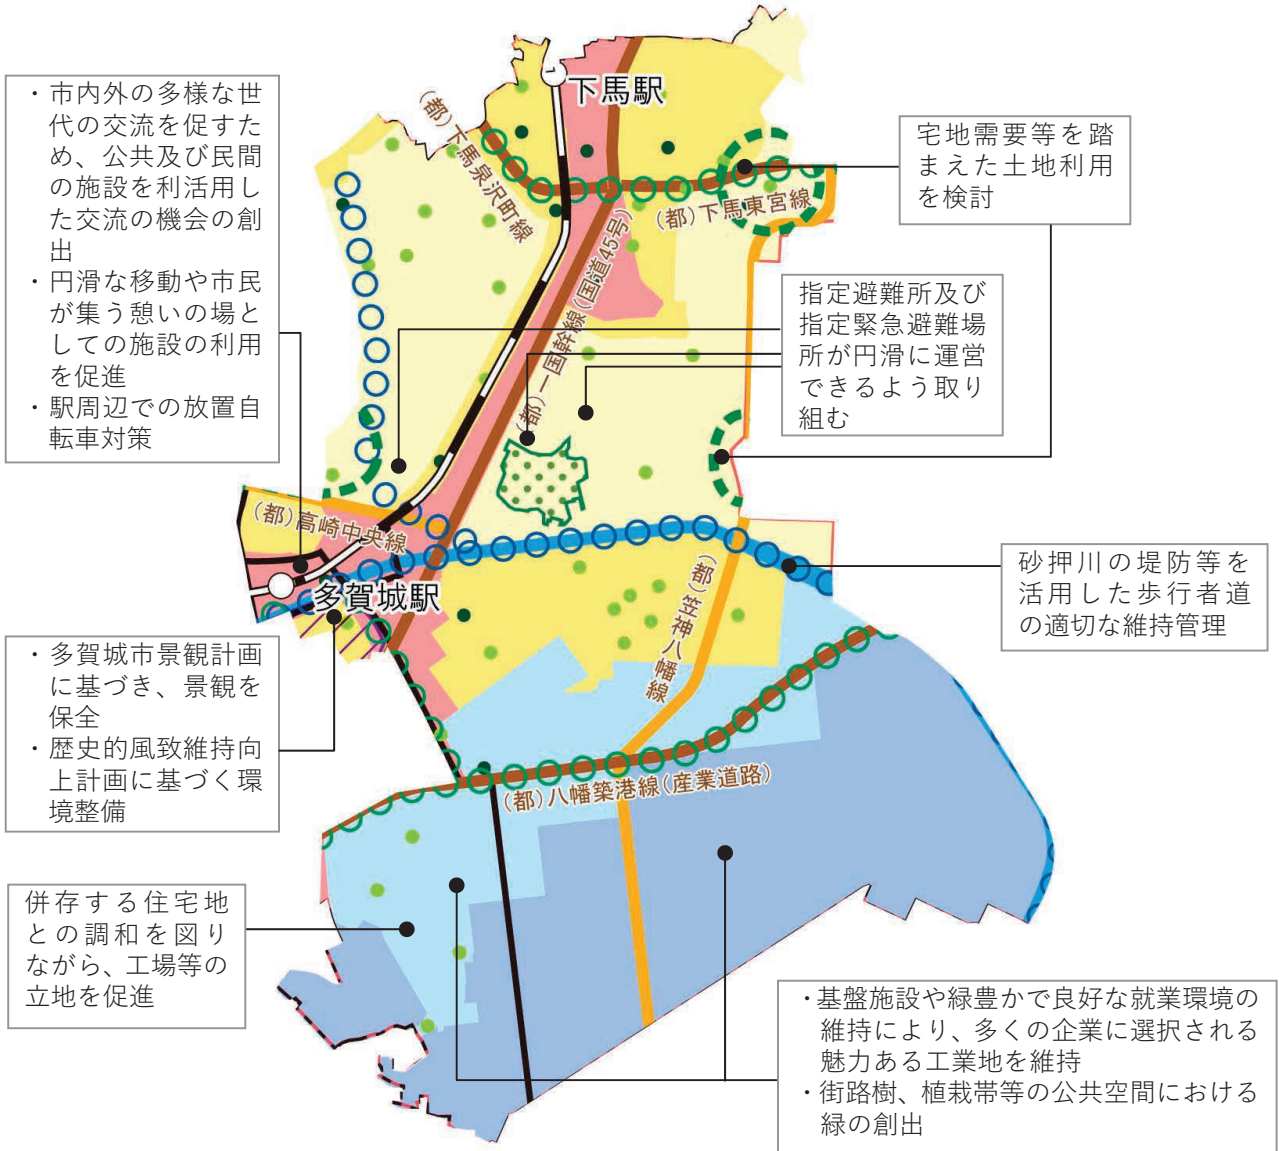 ・市内外の多様な世
代の交流を促すた
め、公共及び民間
の施設を利活用し
た交流の機会の創
出
・円滑な移動や市民
が集う憩いの場と
しての施設の利用
を促進
・駅周辺での放置自
転車対策
下馬駅
(都)下馬泉沢町線
宅地需要等を踏
まえた土地利用
を検討
(都)下馬東宮線
(都)一国幹線(国道45号)
指定避難所及び
指定緊急避難場
所が円滑に運営
できるよう取り
組む
(都)高崎中央線
多賀城駅
(都)笠神八幡線
砂押川の堤防等を
活用した歩行者道
の適切な維持管理
・多賀城市景観計画
に基づき、景観を
保全
・歴史的風致維持向
上計画に基づく環
境整備
(都)八幡築港線(産業道路)
併存する住宅地
との調和を図り
ながら、工場等の
立地を促進
・基盤施設や緑豊かで良好な就業環境の
維持により、多くの企業に選択される
魅力ある工業地を維持
・街路樹、植栽帯等の公共空間における
緑の創出